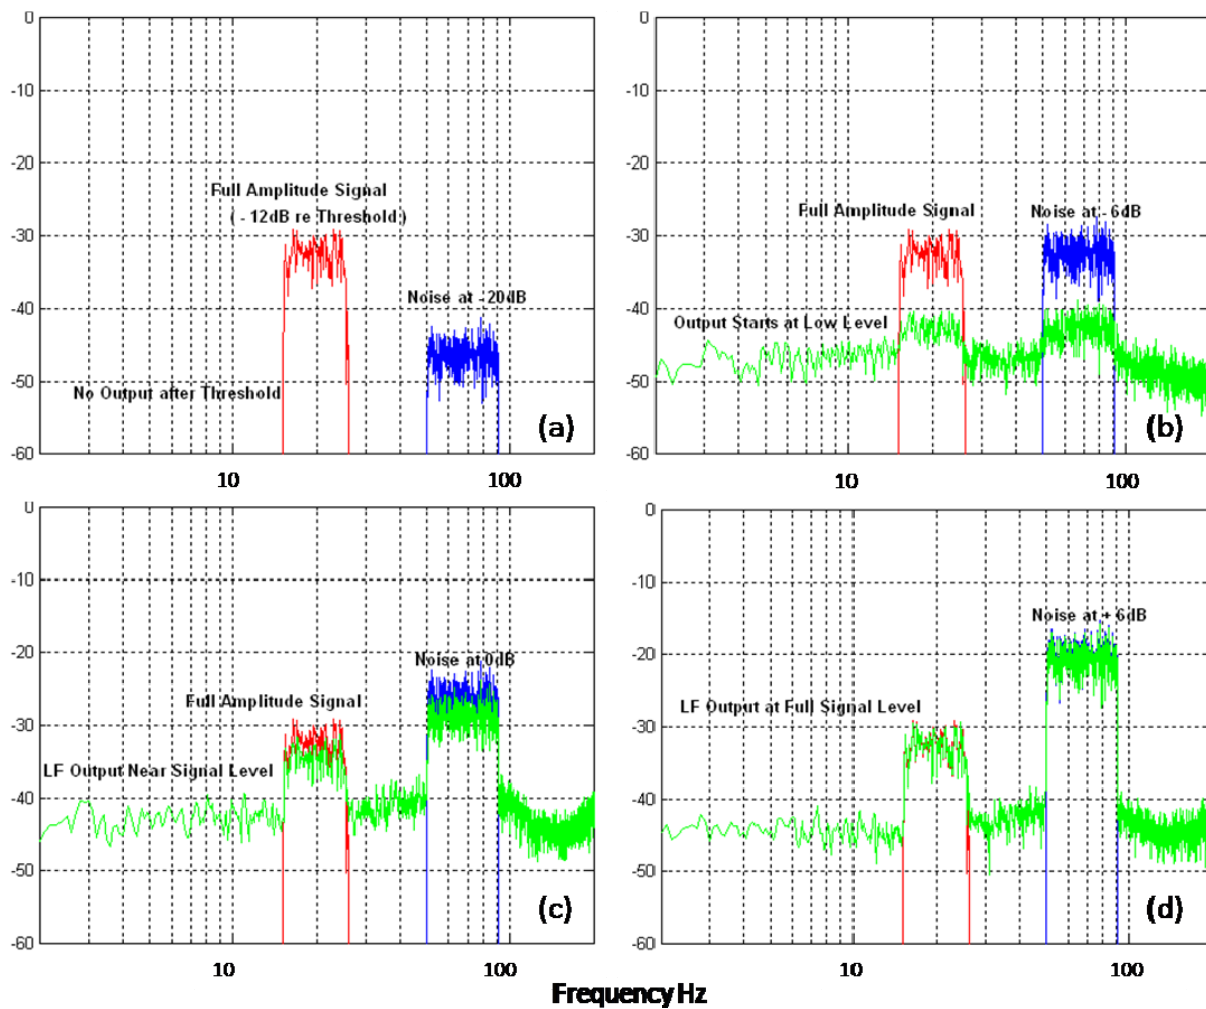 0
-10
-20
-30
-40
-50
-60
Full Amplitude Signal
( - 12dB re Threshold)
Noise at -20dB
No Output after Threshold
(a)
10
100
0
-10
-20
-30
-40
-50
-60
Full Amplitude Signal
Noise at - 6dB
Output Starts at Low Level
(b)
10
100
0
-10
-20
-30
-40
-50
-60
Noise at 0dB
Full Amplitude Signal
LF Output Near Signal Level
(c)
10
100
0
-10
-20
-30
-40
-50
-60
Noise at + 6dB
LF Output at Full Signal Level
(d)
10
100
Frequency Hz